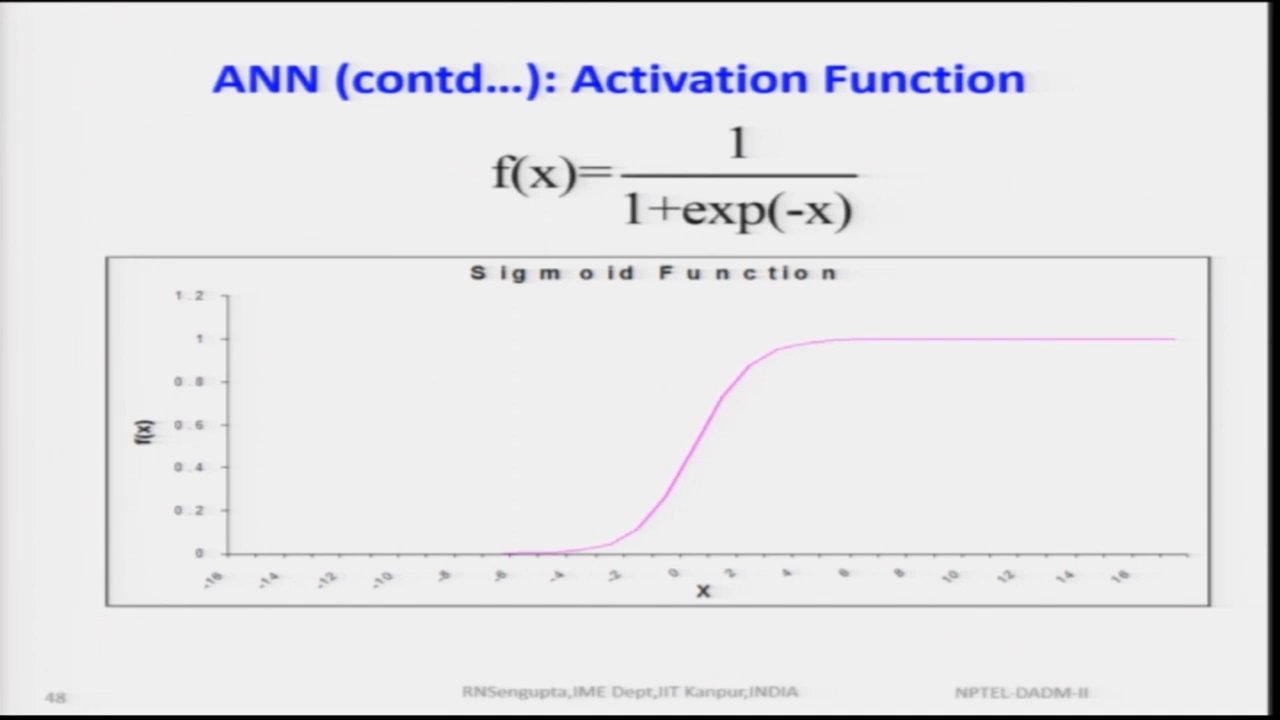 ANN (contd...): Activation Function
f(x)=
1
1+exp(-x)
Sigmoid Function
1.2
1
0.8
0.6
0.4
0.2
0
f(x)
-16 -14 -12 -10 -8 -6 -4 -2 0 2 4 6 8 10 12 14 16
X
48 RNSengupta,IME Dept,IIT Kanpur,INDIA NPTEL-DADM-II